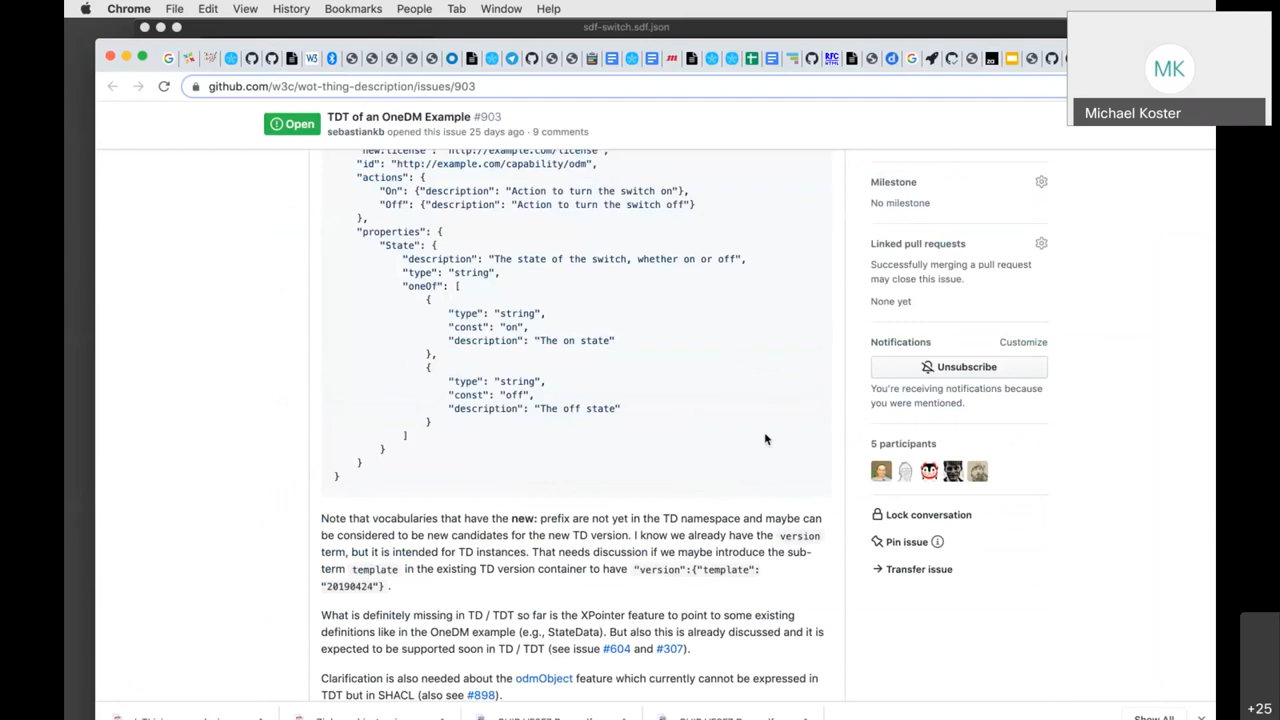 Chrome File Edit View History Bookmarks People Tab Window Help
sdf-switch.sdf.json
MK
Michael Koster
github.com/w3c/wot-thing-description/issues/903
Open
TDT of an OneDM Example #903
sebastiankb opened this issue 25 days ago · 9 comments
"new:license": "http://example.com/license",
"id": "http://example.com/capability/odm",
"actions": {
"On": {"description": "Action to turn the switch on"},
"Off": {"description": "Action to turn the switch off"}
},
"properties": {
"State": {
"description": "The state of the switch, whether on or off",
"type": "string",
"oneOf": [
{
"type": "string",
"const": "on",
"description": "The on state"
},
{
"type": "string",
"const": "off",
"description": "The off state"
}
]
}
}
}
Note that vocabularies that have the new: prefix are not yet in the TD namespace and maybe can
be considered to be new candidates for the new TD version. I know we already have the version
term, but it is intended for TD instances. That needs discussion if we maybe introduce the sub-
term template in the existing TD version container to have "version":{"template":
"20190424"} .
What is definitely missing in TD / TDT so far is the XPointer feature to point to some existing
definitions like in the OneDM example (e.g., StateData). But also this is already discussed and it is
expected to be supported soon in TD / TDT (see issue #604 and #307).
Clarification is also needed about the odmObject feature which currently cannot be expressed in
TDT but in SHACL (also see #898).
Milestone
No milestone
Linked pull requests
Successfully merging a pull request
may close this issue.
None yet
Notifications
Customize
Unsubscribe
You're receiving notifications because
you were mentioned.
5 participants
Lock conversation
Pin issue
Transfer issue
Show All
+25